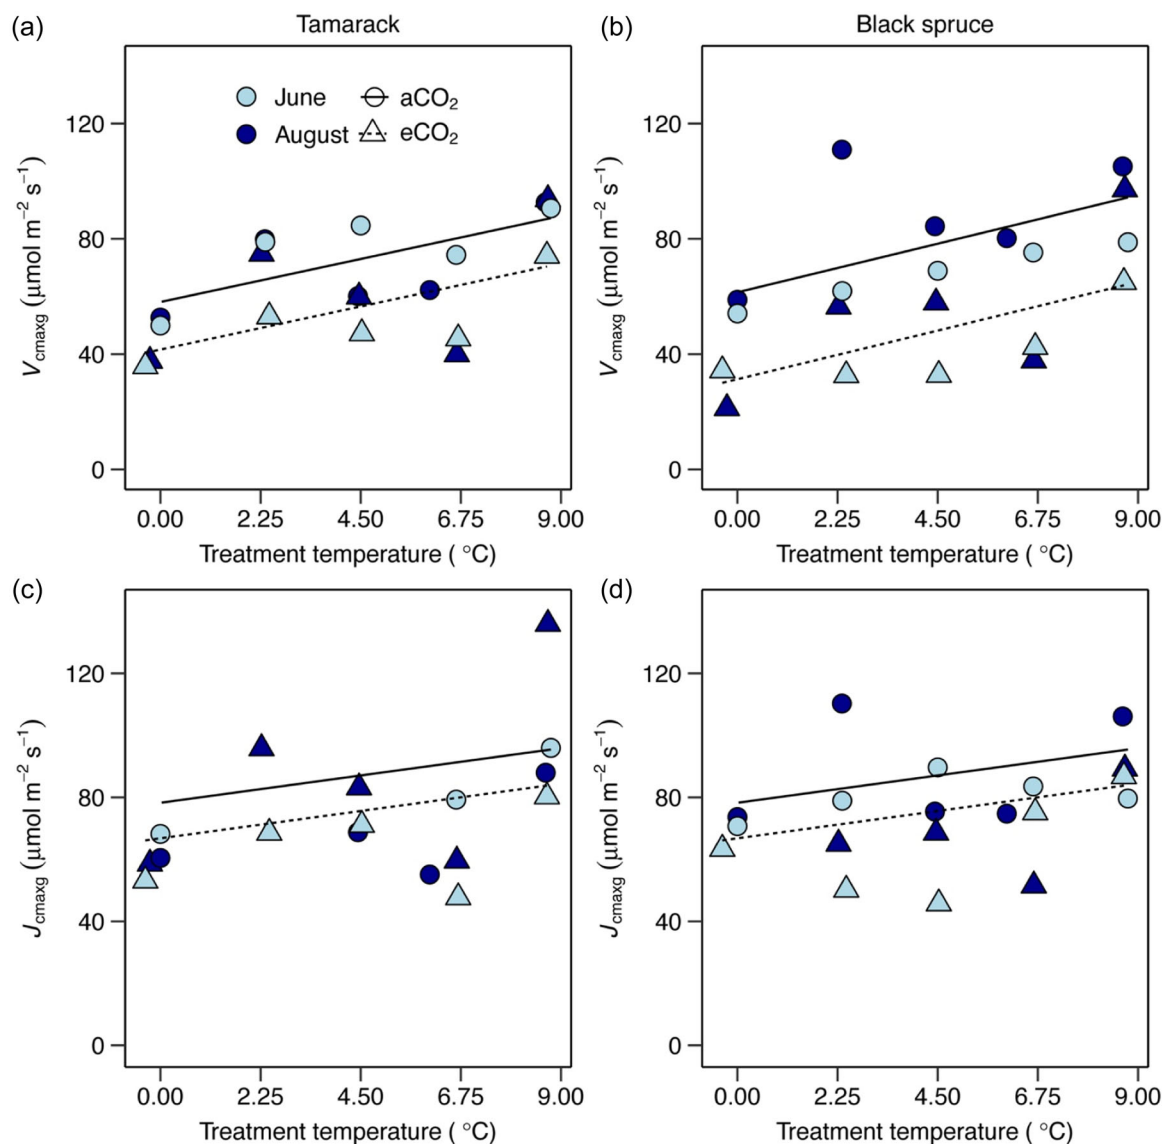 (a) Tamarack (b) Black spruce
June aCO₂
August eCO₂
120
80
40
0
V_cmaxg (μmol m⁻² s⁻¹)
0.00 2.25 4.50 6.75 9.00
Treatment temperature ( °C)
120
80
40
0
V_cmaxg (μmol m⁻² s⁻¹)
0.00 2.25 4.50 6.75 9.00
Treatment temperature ( °C)
(c)
120
80
40
0
J_cmaxg (μmol m⁻² s⁻¹)
0.00 2.25 4.50 6.75 9.00
Treatment temperature ( °C)
(d)
120
80
40
0
J_cmaxg (μmol m⁻² s⁻¹)
0.00 2.25 4.50 6.75 9.00
Treatment temperature ( °C)